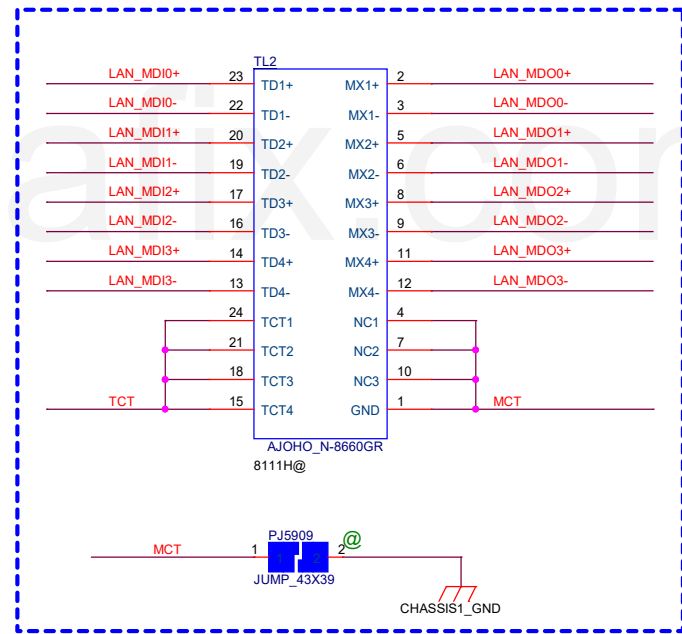 TL2
LAN_MDI0+ 23 TD1+ MX1+ 2 LAN_MDO0+
LAN_MDI0- 22 TD1- MX1- 3 LAN_MDO0-
LAN_MDI1+ 20 TD2+ MX2+ 5 LAN_MDO1+
LAN_MDI1- 19 TD2- MX2- 6 LAN_MDO1-
LAN_MDI2+ 17 TD3+ MX3+ 8 LAN_MDO2+
LAN_MDI2- 16 TD3- MX3- 9 LAN_MDO2-
LAN_MDI3+ 14 TD4+ MX4+ 11 LAN_MDO3+
LAN_MDI3- 13 TD4- MX4- 12 LAN_MDO3-
24 TCT1 NC1 4
21 TCT2 NC2 7
18 TCT3 NC3 10
TCT 15 TCT4 GND 1 MCT
AJOHO_N-8660GR
8111H@
afix.com
PJ5909 @
MCT 1 1 2 2
JUMP_43X39
CHASSIS1_GND